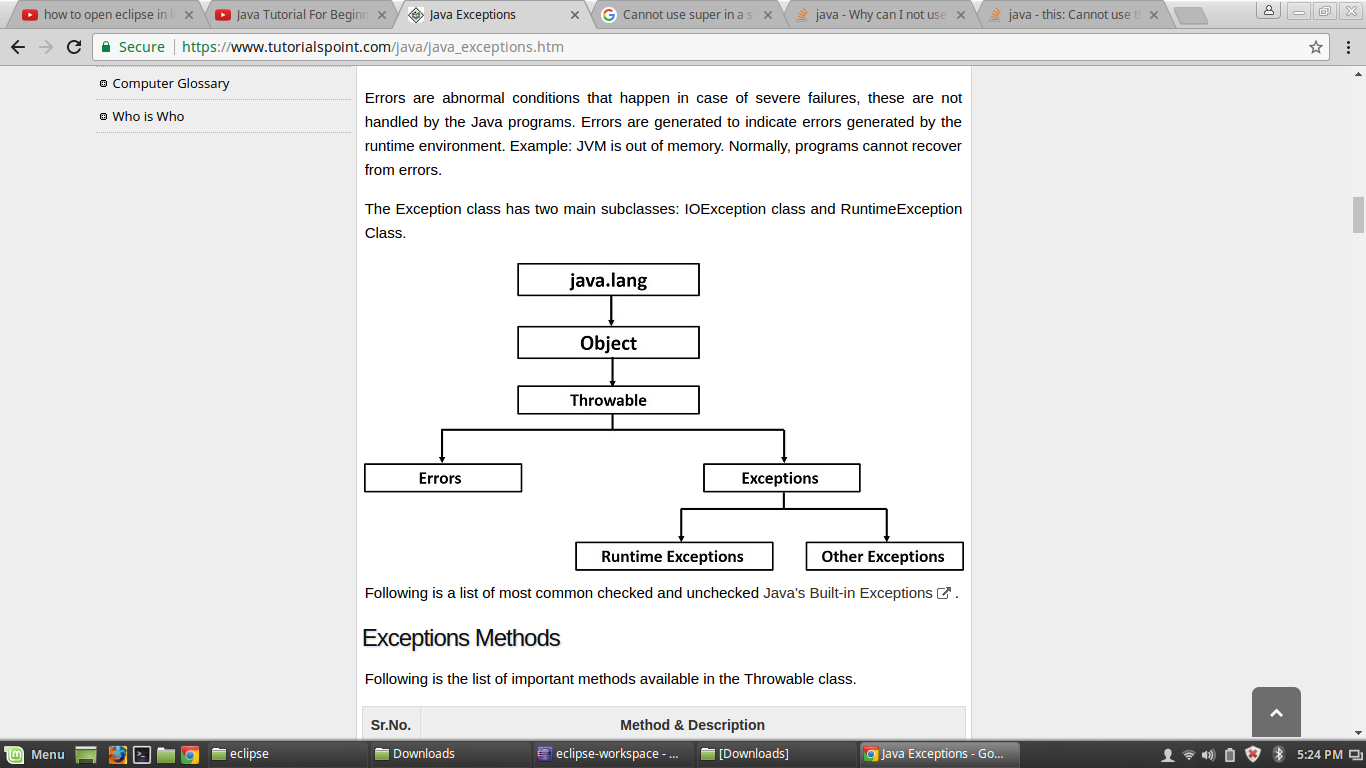 how to open eclipse in li
Java Tutorial For Beginn
Java Exceptions
Cannot use super in a s
java - Why can I not use
java - this: Cannot use t
Secure
https://www.tutorialspoint.com/java/java_exceptions.htm
Computer Glossary
Who is Who
Errors are abnormal conditions that happen in case of severe failures, these are not
handled by the Java programs. Errors are generated to indicate errors generated by the
runtime environment. Example: JVM is out of memory. Normally, programs cannot recover
from errors.
The Exception class has two main subclasses: IOException class and RuntimeException
Class.
java.lang
Object
Throwable
Errors
Exceptions
Runtime Exceptions
Other Exceptions
Following is a list of most common checked and unchecked Java's Built-in Exceptions .
Exceptions Methods
Following is the list of important methods available in the Throwable class.
Sr.No.
Method & Description
Menu
eclipse
Downloads
eclipse-workspace - ...
[Downloads]
Java Exceptions - Go...
5:24 PM